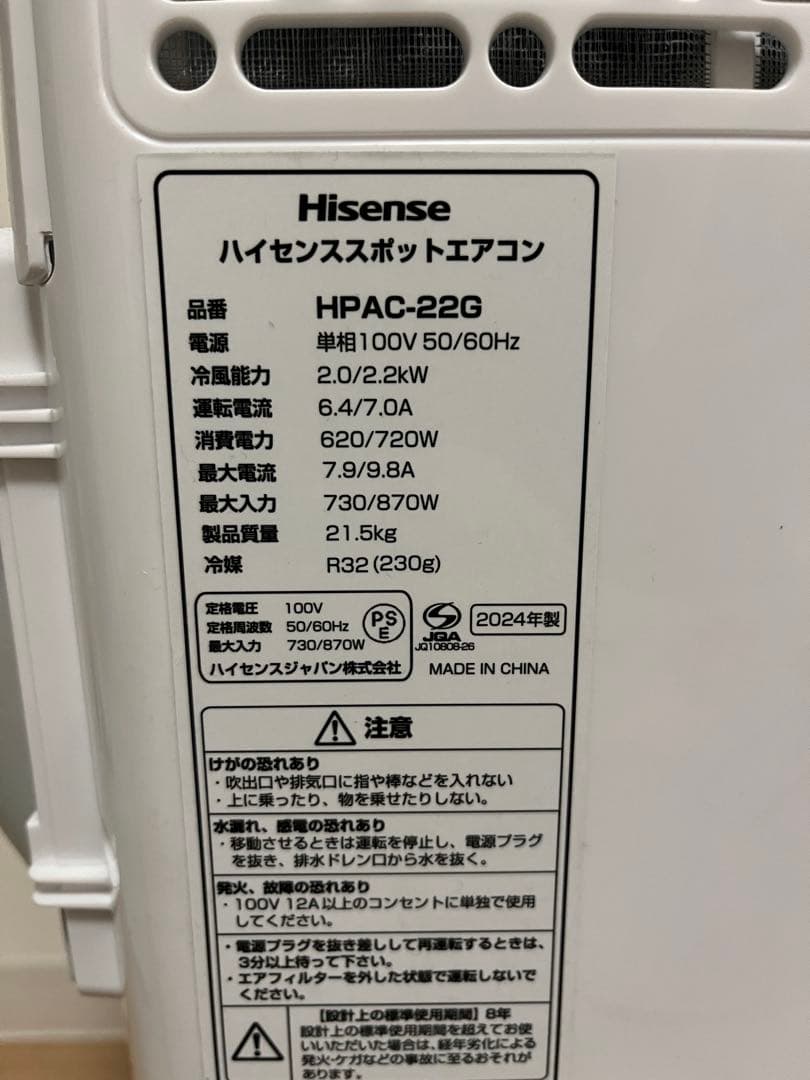 Hisense
ハイセンススポットエアコン
品番 HPAC-22G
電源 単相100V 50/60Hz
冷風能力 2.0/2.2kW
運転電流 6.4/7.0A
消費電力 620/720W
最大電流 7.9/9.8A
最大入力 730/870W
製品質量 21.5kg
冷媒 R32 (230g)
定格電圧 100V
定格周波数 50/60Hz
最大入力 730/870W
ハイセンスジャパン株式会社
PS
E
JQA
JQ10808-26
2024年製
MADE IN CHINA
注意
けがの恐れあり
・吹出口や排気口に指や棒などを入れない
・上に乗ったり、物を乗せたりしない。
水漏れ、感電の恐れあり
・移動させるときは運転を停止し、電源プラグ
を抜き、排水ドレン口から水を抜く。
発火、故障の恐れあり
・100V 12A以上のコンセントに単独で使用
してください。
・電源プラグを抜き差しして再運転するときは、
3分以上待って下さい。
・エアフィルターを外した状態で運転しないで
ください。
【設計上の標準使用期間】8年
設計上の標準使用期間を超えてお使
いいただいた場合は、経年劣化による
発火・ケガなどの事故に至るおそれが
あります。